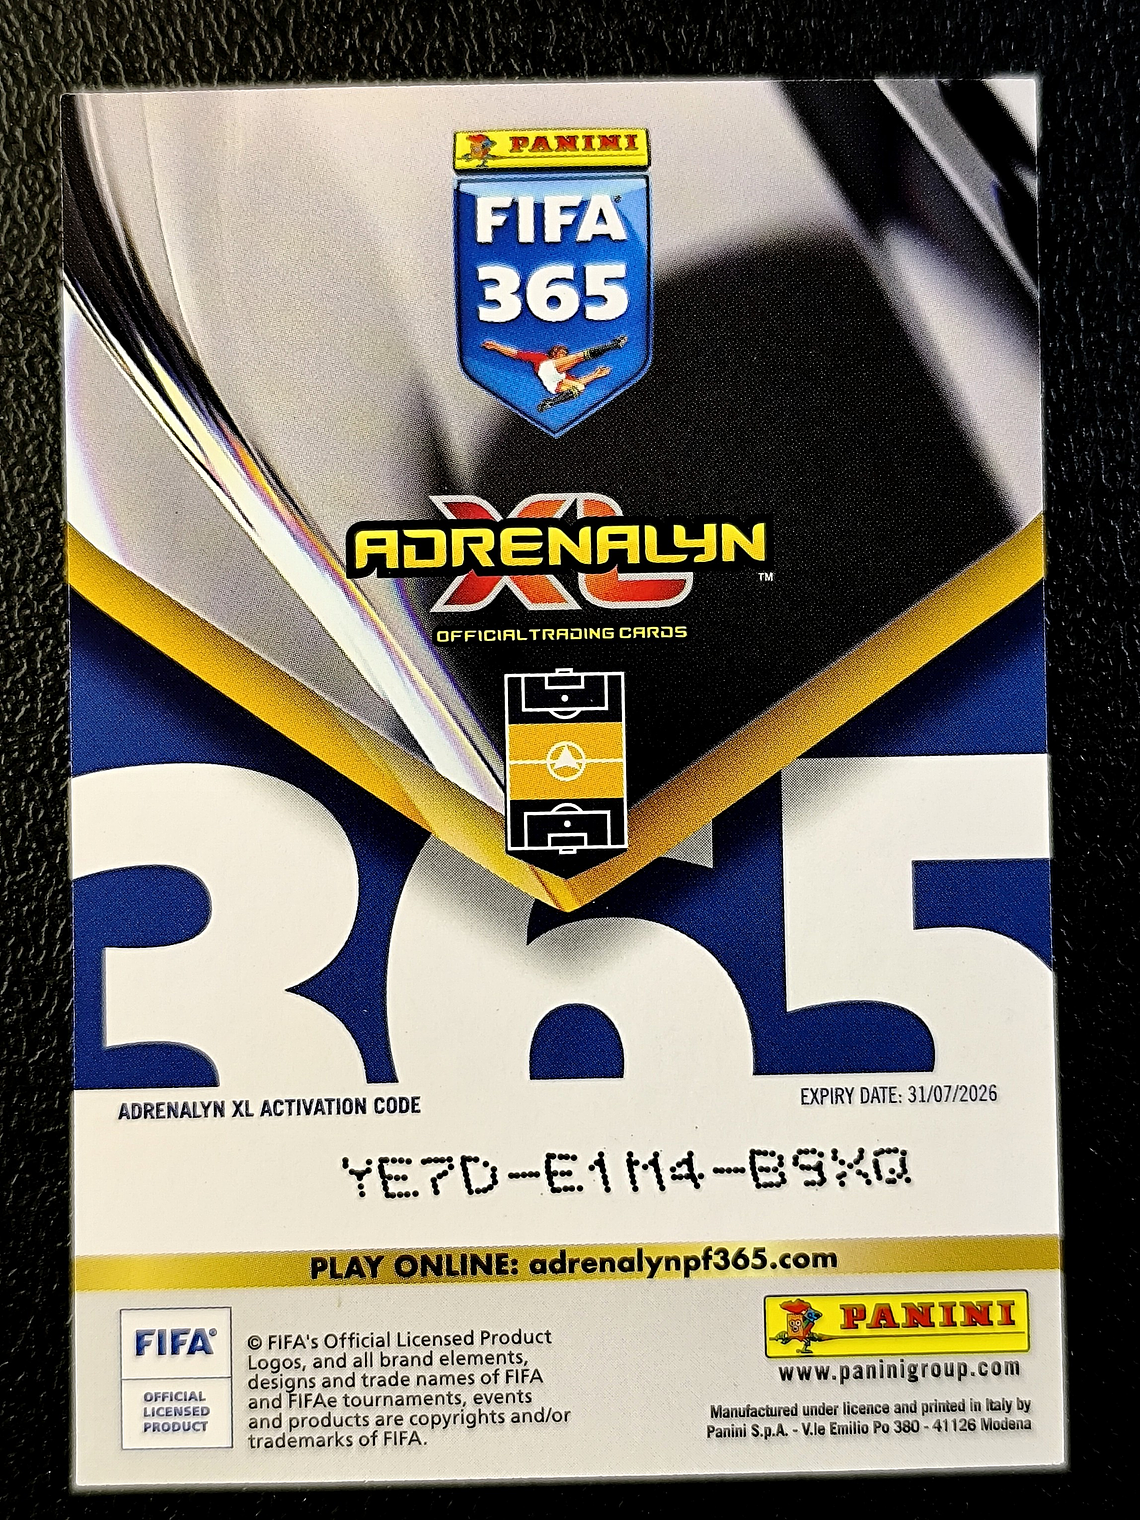 PANINI
FIFA
365
ADRENALYN
XL
™
OFFICIAL TRADING CARDS
365
ADRENALYN XL ACTIVATION CODE
EXPIRY DATE: 31/07/2026
YE7D-E1M4-B9XQ
PLAY ONLINE: adrenalynpf365.com
FIFA®
OFFICIAL
LICENSED
PRODUCT
© FIFA's Official Licensed Product
Logos, and all brand elements,
designs and trade names of FIFA
and FIFAe tournaments, events
and products are copyrights and/or
trademarks of FIFA.
PANINI
www.paninigroup.com
Manufactured under licence and printed in Italy by
Panini S.p.A. - V.le Emilio Po 380 - 41126 Modena